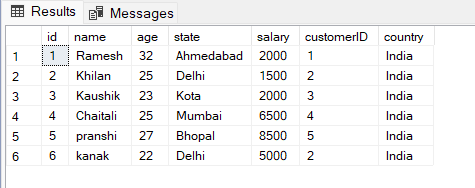 Results Messages
id name age state salary customerID country
1 1 Ramesh 32 Ahmedabad 2000 1 India
2 2 Khilan 25 Delhi 1500 2 India
3 3 Kaushik 23 Kota 2000 3 India
4 4 Chaitali 25 Mumbai 6500 4 India
5 5 pranshi 27 Bhopal 8500 5 India
6 6 kanak 22 Delhi 5000 2 India